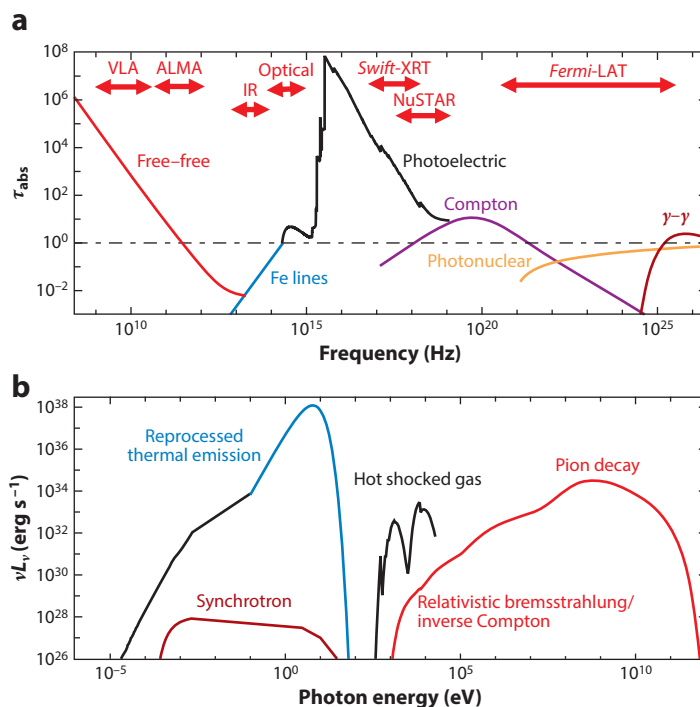 a
10^8
10^6
10^4
10^2
10^0
10^−2
τ_abs
VLA
ALMA
IR
Optical
Swift-XRT
NuSTAR
Fermi-LAT
Free–free
Photoelectric
Compton
γ–γ
Fe lines
Photonuclear
10^10
10^15
10^20
10^25
Frequency (Hz)
b
10^38
10^36
10^34
10^32
10^30
10^28
10^26
νL_ν (erg s^−1)
Reprocessed
thermal emission
Hot shocked gas
Pion decay
Synchrotron
Relativistic bremsstrahlung/
inverse Compton
10^−5
10^0
10^5
10^10
Photon energy (eV)